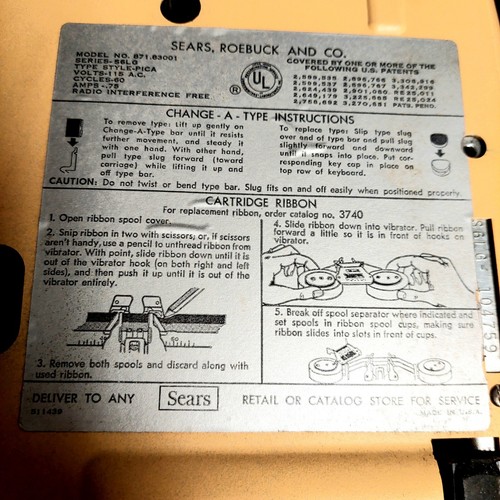 SEARS, ROEBUCK AND CO.
MODEL NO. 871.83001
SERIES-S6LG
TYPE STYLE-PICA
VOLTS-115 A.C.
CYCLES-60
AMPS-.75
RADIO INTERFERENCE FREE
UL
®
COVERED BY ONE OR MORE OF THE
FOLLOWING U.S. PATENTS
PATS. PEND.
CHANGE-A-TYPE INSTRUCTIONS
To remove type: Lift up gently on
Change-A-Type bar until it resists
further movement, and steady it
with one hand. With other hand,
pull type slug forward (toward
carriage) while lifting it up and
off type bar.
To replace type: Slip type slug
over end of type bar and pull slug
slightly forward and downward
until it snaps into place. Put cor-
responding key cap in place on
top row of keyboard.
CAUTION: Do not twist or bend type bar. Slug fits on and off easily when positioned properly.
CARTRIDGE RIBBON
For replacement ribbon, order catalog no. 3740
1. Open ribbon spool cover.
2. Snip ribbon in two with scissors; or, if scissors
aren't handy, use a pencil to unthread ribbon from
vibrator. With point, slide ribbon down until it is
out of the vibrator hook (on both right and left
sides), and then push it up until it is out of the
vibrator entirely.
3. Remove both spools and discard along with
used ribbon.
4. Slide ribbon down into vibrator. Pull ribbon
forward a little so it is in front of hooks on
vibrator.
5. Break off spool separator where indicated and
set spools in ribbon spool cups, making sure
ribbon slides into slots in front of cups.
DELIVER TO ANY
Sears
RETAIL OR CATALOG STORE FOR SERVICE
511439
MADE IN U.S.A.